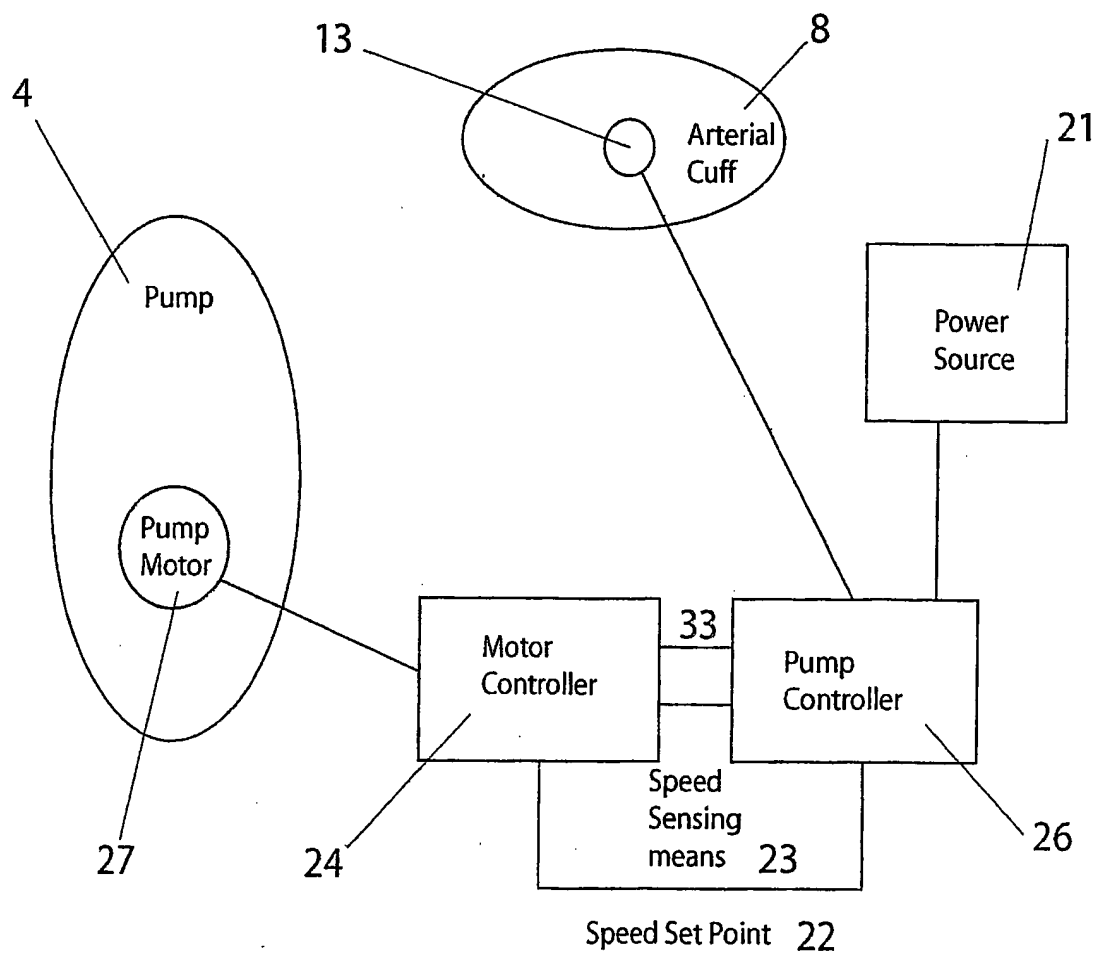 13
8
4
Arterial
Cuff
21
Pump
Power
Source
Pump
Motor
33
Motor
Controller
Pump
Controller
Speed
Sensing
means 23
27
24
26
Speed Set Point 22